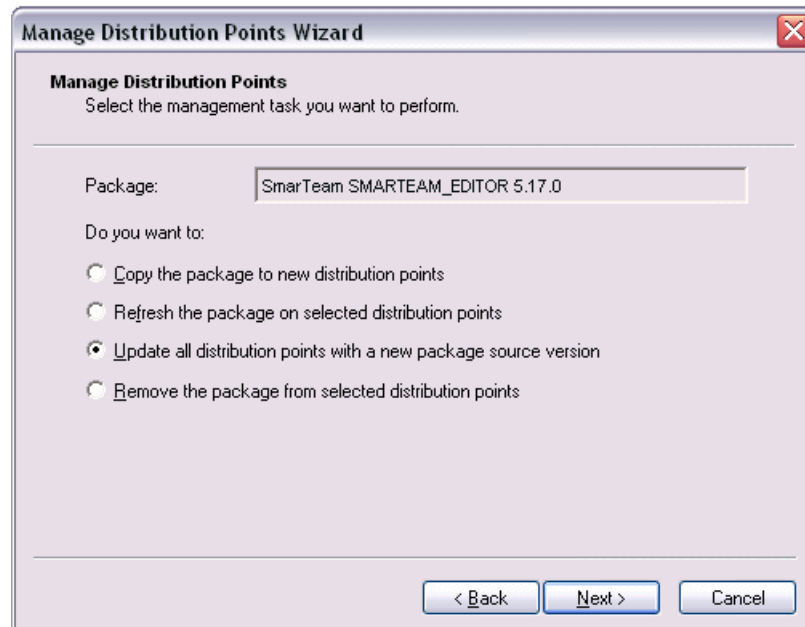 Manage Distribution Points Wizard
Manage Distribution Points
Select the management task you want to perform.
Package: SmarTeam SMARTEAM_EDITOR 5.17.0
Do you want to:
Copy the package to new distribution points
Refresh the package on selected distribution points
Update all distribution points with a new package source version
Remove the package from selected distribution points
< Back Next > Cancel